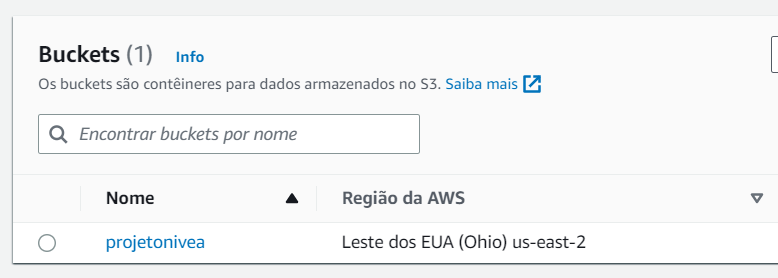 Buckets (1) Info
Os buckets são contêineres para dados armazenados no S3. Saiba mais
Encontrar buckets por nome
Nome Região da AWS
projetonivea Leste dos EUA (Ohio) us-east-2